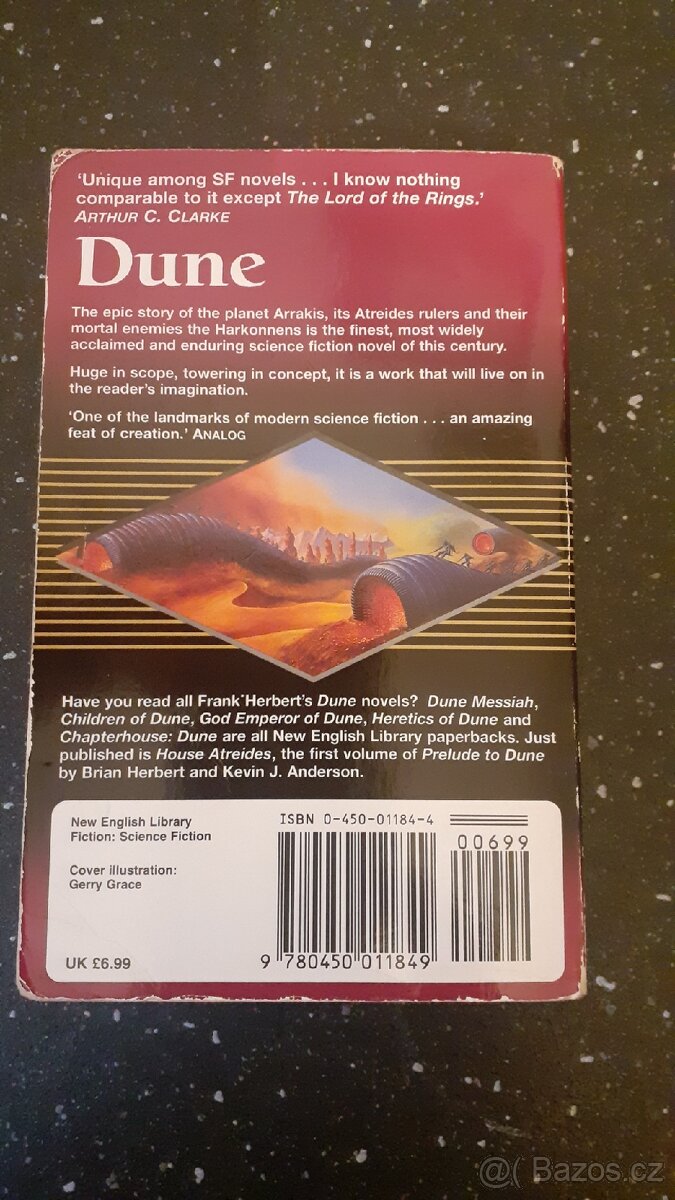 'Unique among SF novels . . . I know nothing
comparable to it except The Lord of the Rings.'
ARTHUR C. CLARKE
Dune
The epic story of the planet Arrakis, its Atreides rulers and their
mortal enemies the Harkonnens is the finest, most widely
acclaimed and enduring science fiction novel of this century.
Huge in scope, towering in concept, it is a work that will live on in
the reader's imagination.
'One of the landmarks of modern science fiction . . . an amazing
feat of creation.' ANALOG
Have you read all Frank Herbert's Dune novels? Dune Messiah,
Children of Dune, God Emperor of Dune, Heretics of Dune and
Chapterhouse: Dune are all New English Library paperbacks. Just
published is House Atreides, the first volume of Prelude to Dune
by Brian Herbert and Kevin J. Anderson.
New English Library
Fiction: Science Fiction
Cover illustration:
Gerry Grace
UK £6.99
ISBN 0-450-01184-4
00699
9 780450 011849
@( Bazos.cz